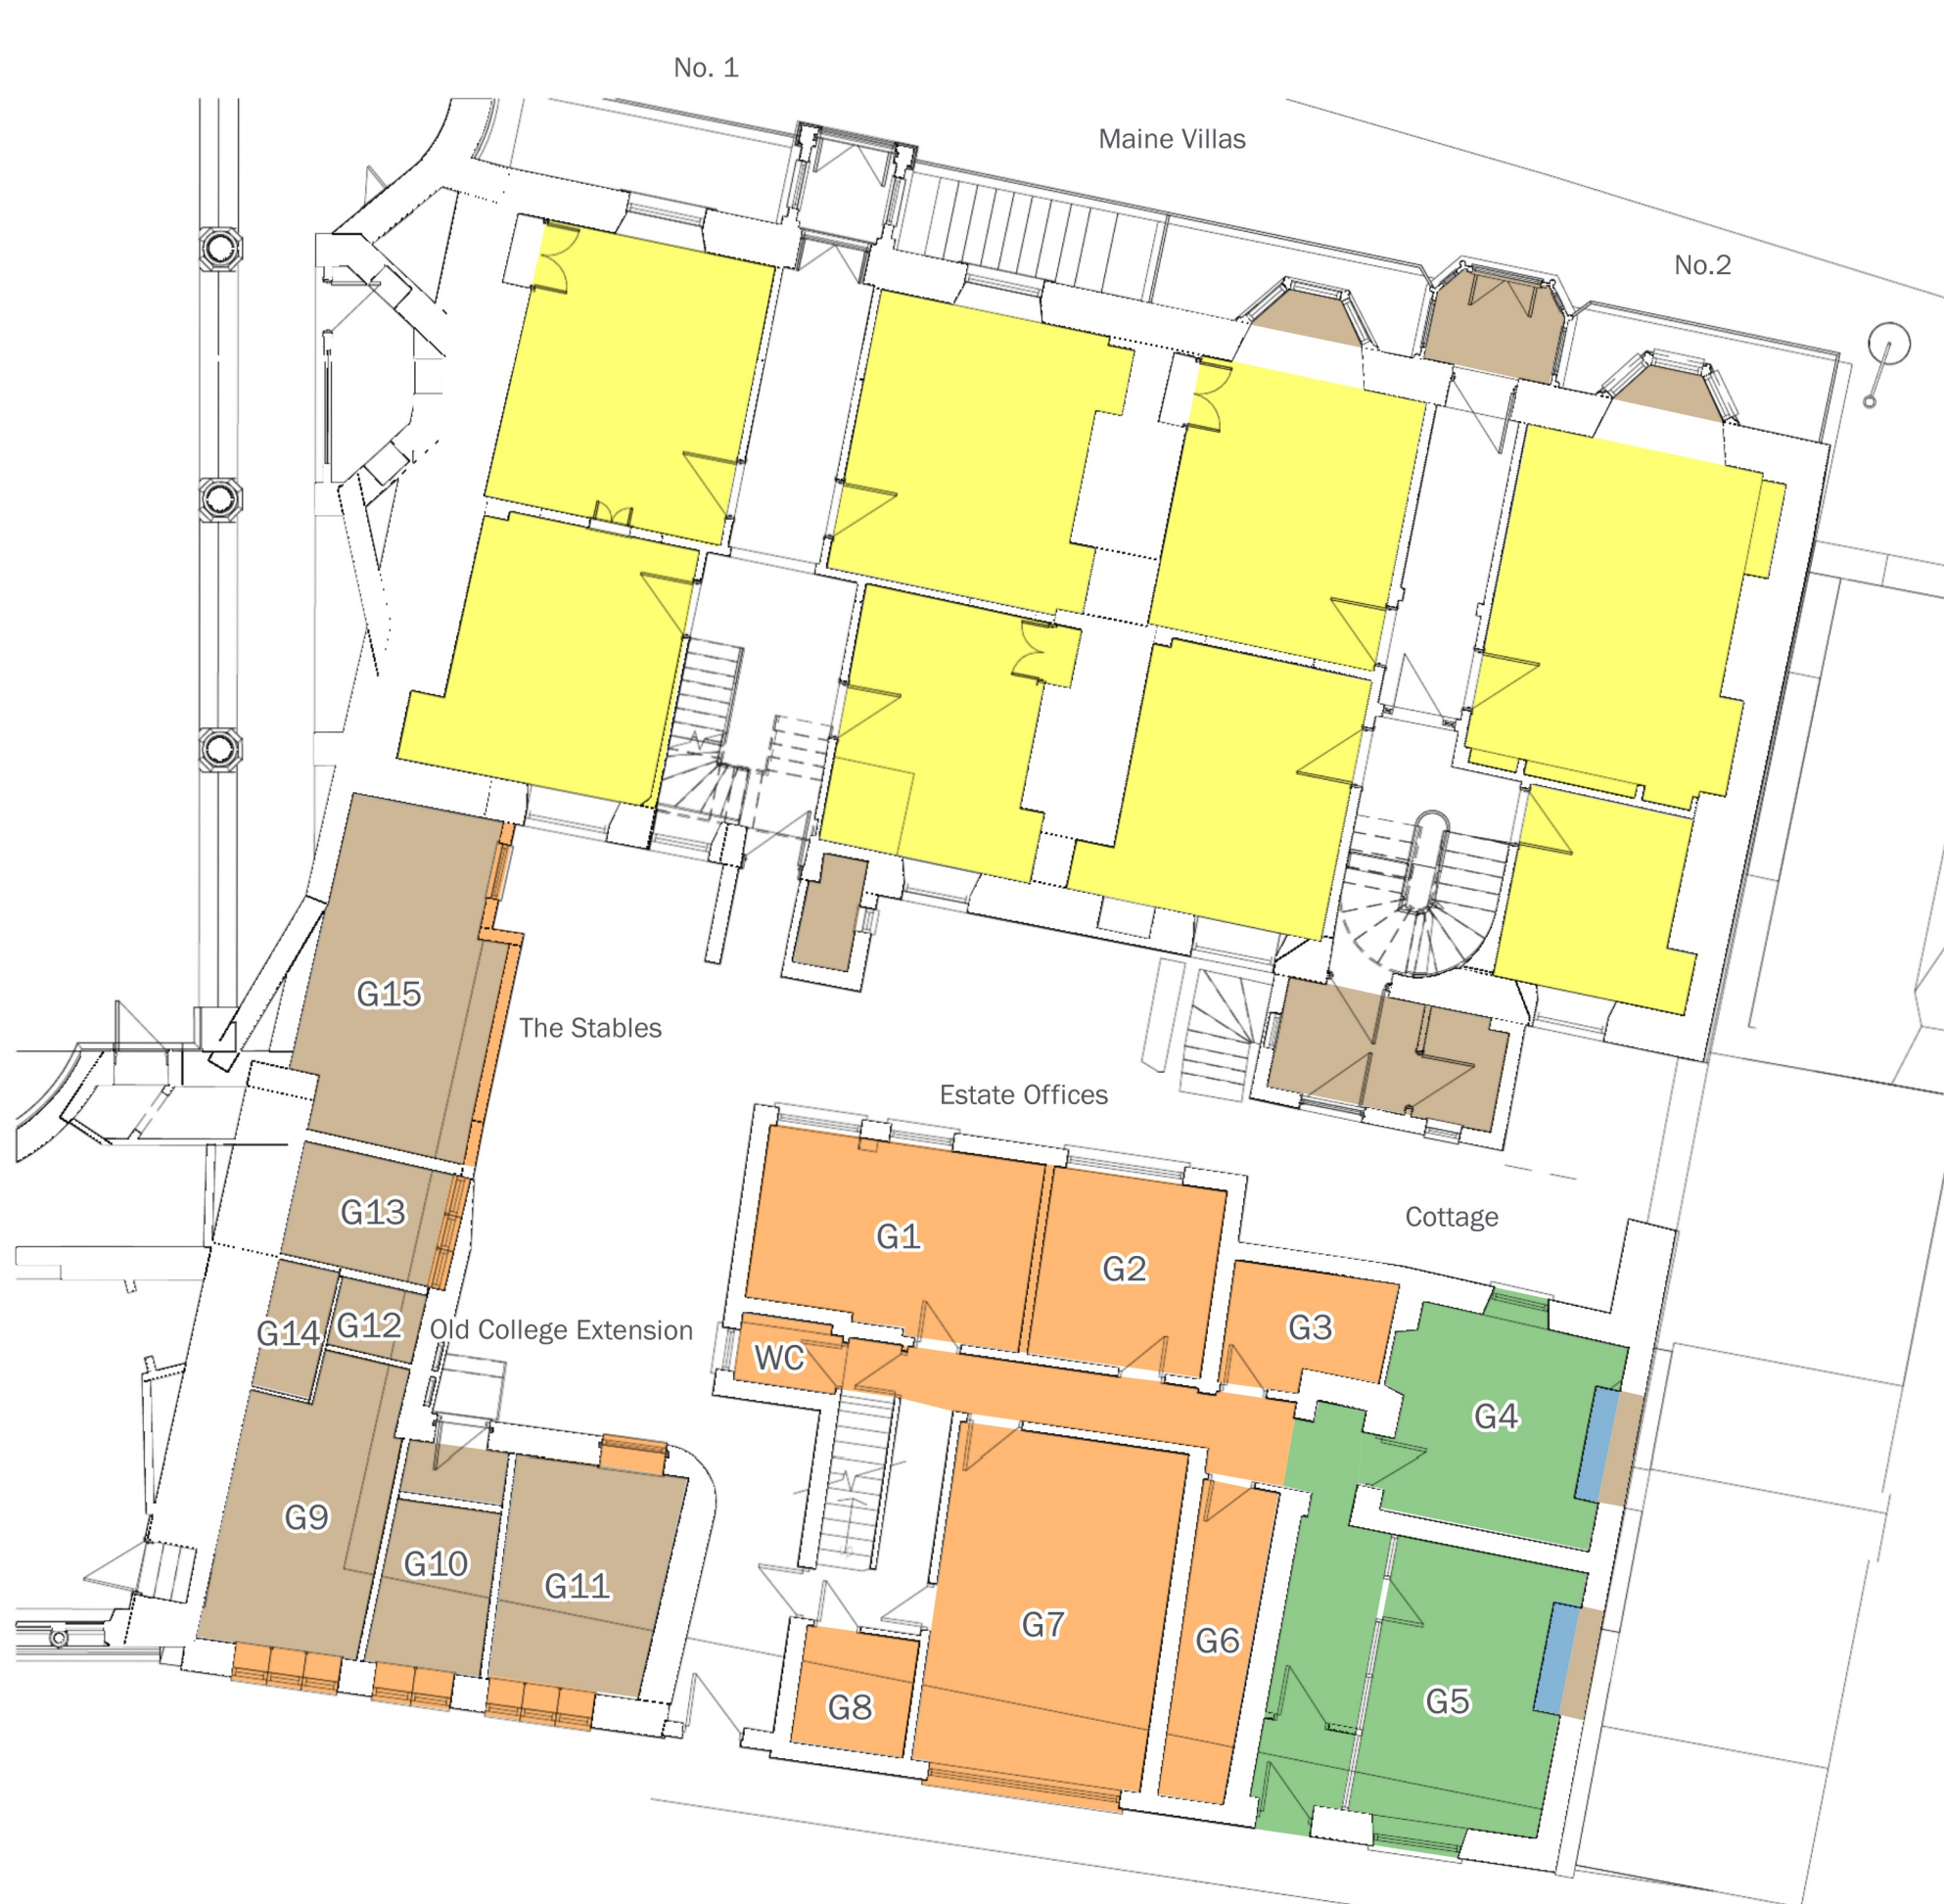 No. 1
Maine Villas
No.2
G15
The Stables
Estate Offices
G13
Cottage
G1
G2
G14
G12
Old College Extension
WC
G3
G4
G9
G10
G11
G7
G6
G8
G5